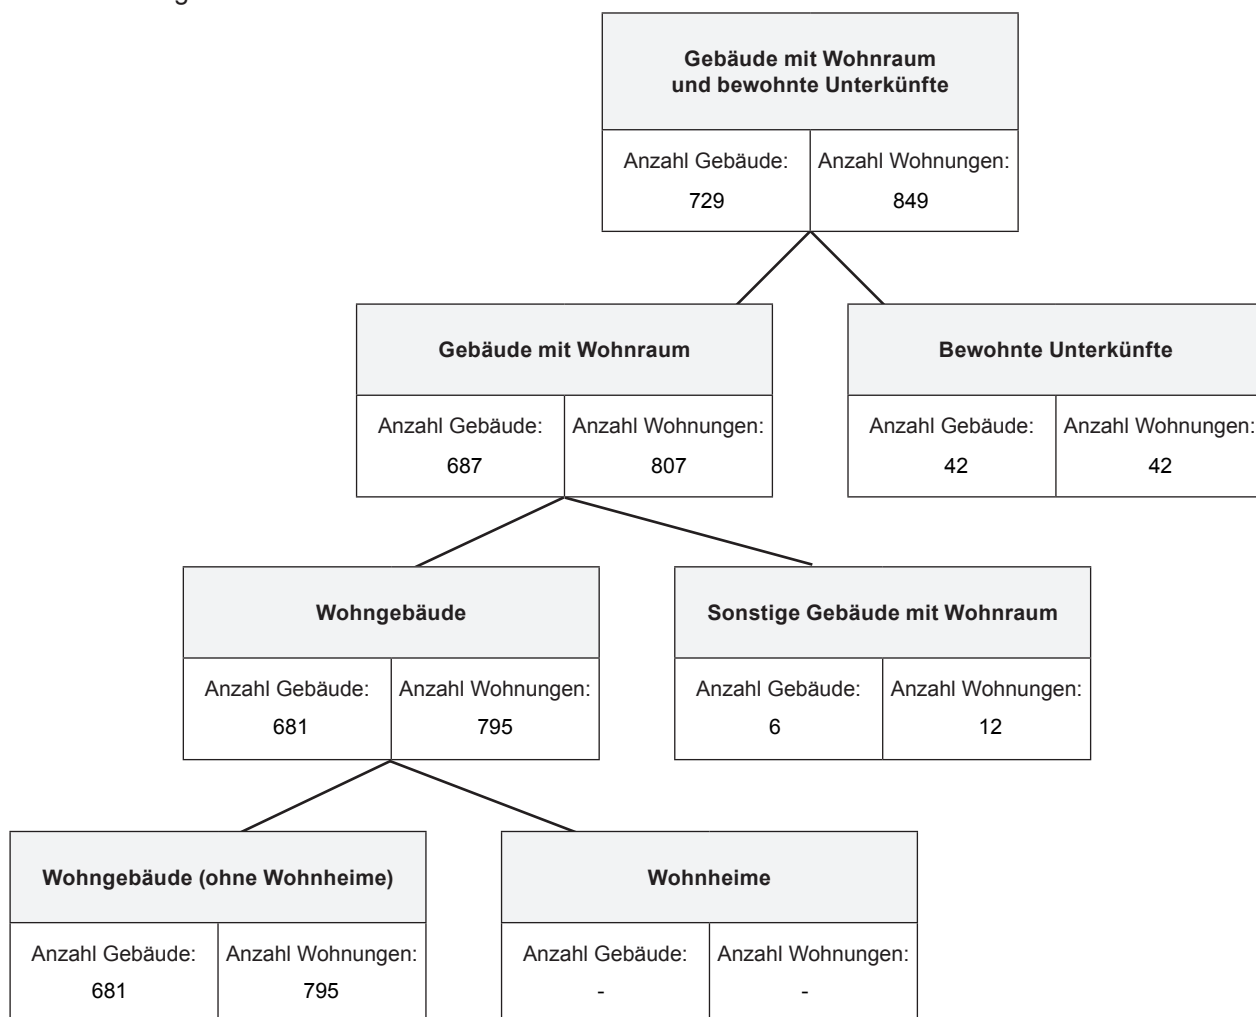 Gebäude mit Wohnraum
und bewohnte Unterkünfte
Anzahl Gebäude:
729
Anzahl Wohnungen:
849
Gebäude mit Wohnraum
Anzahl Gebäude:
687
Anzahl Wohnungen:
807
Bewohnte Unterkünfte
Anzahl Gebäude:
42
Anzahl Wohnungen:
42
Wohngebäude
Anzahl Gebäude:
681
Anzahl Wohnungen:
795
Sonstige Gebäude mit Wohnraum
Anzahl Gebäude:
6
Anzahl Wohnungen:
12
Wohngebäude (ohne Wohnheime)
Anzahl Gebäude:
681
Anzahl Wohnungen:
795
Wohnheime
Anzahl Gebäude:
-
Anzahl Wohnungen:
-